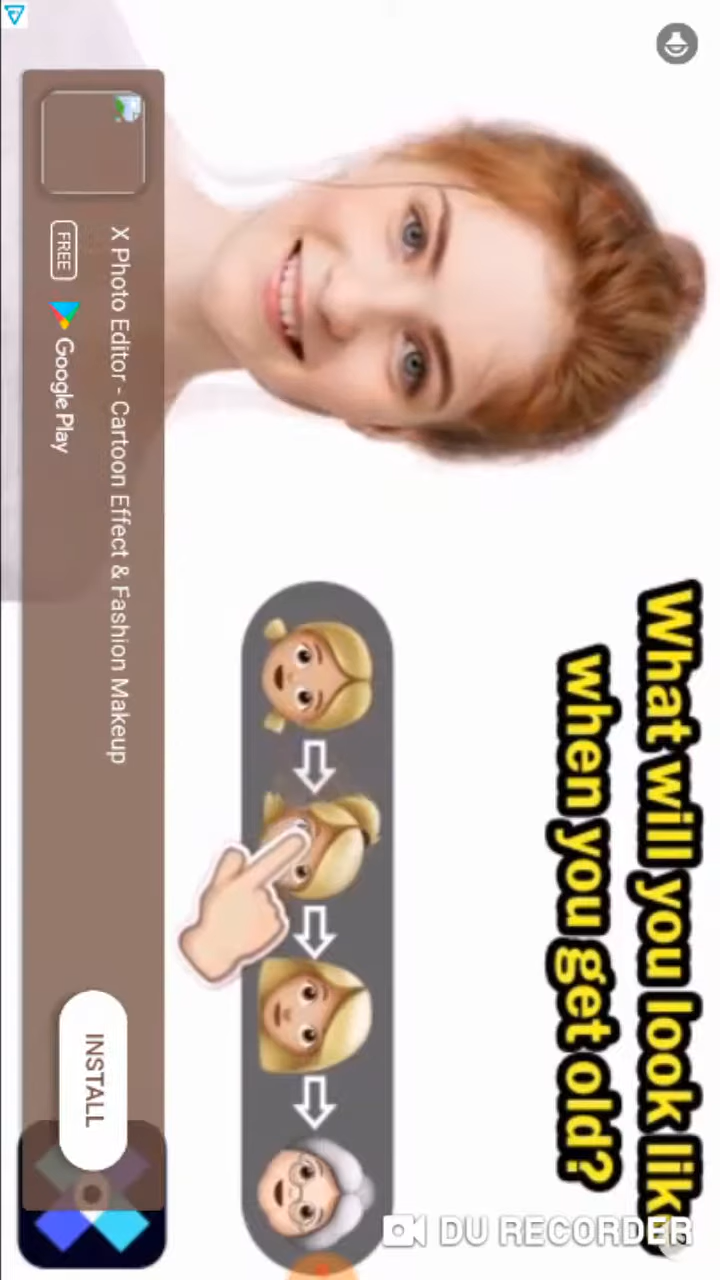 What will you look like
when you get old?
X Photo Editor - Cartoon Effect & Fashion Makeup
FREE
Google Play
INSTALL
DU RECORDER